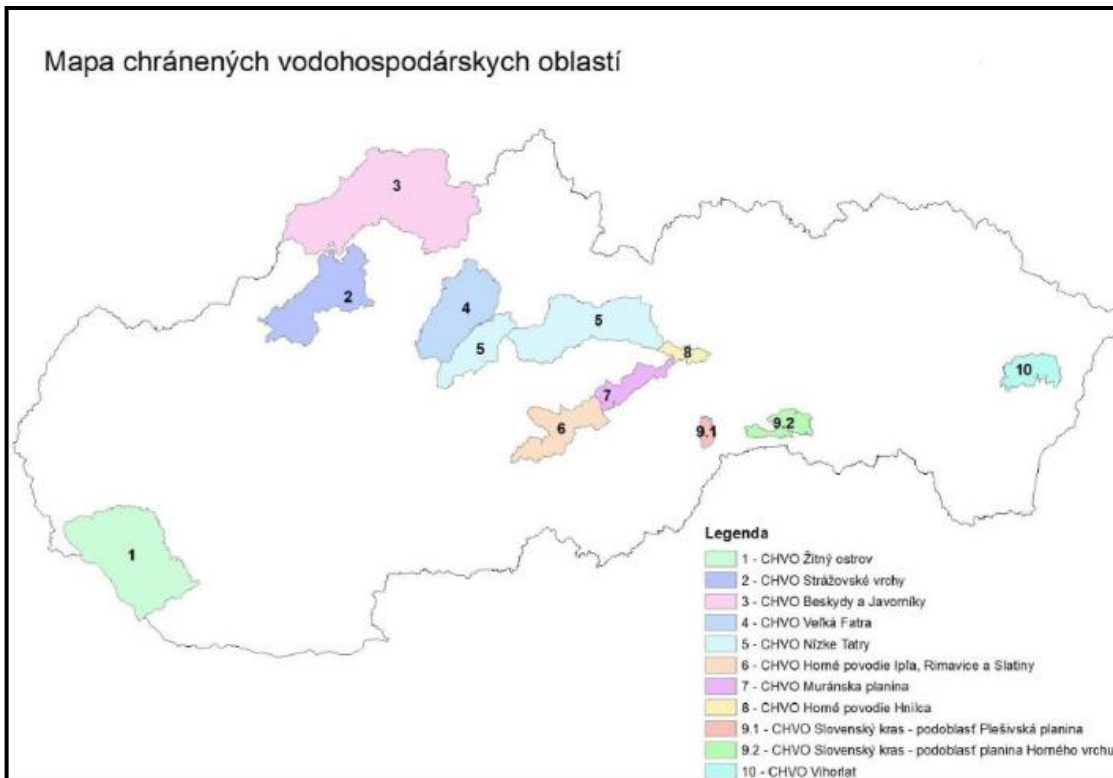 Mapa chránených vodohospodárskych oblastí
3
2
4
5
5
8
7
10
6
9.1
9.2
1
Legenda
1 - CHVO Žitný ostrov
2 - CHVO Strážovské vrchy
3 - CHVO Beskydy a Javorníky
4 - CHVO Veľká Fatra
5 - CHVO Nízke Tatry
6 - CHVO Horné povodie Ipľa, Rimavice a Slatiny
7 - CHVO Muránska planina
8 - CHVO Horné povodie Hnilca
9.1 - CHVO Slovenský kras - podoblasť Plešivská planina
9.2 - CHVO Slovenský kras - podoblasť planina Horného vrchu
10 - CHVO Vihorlat